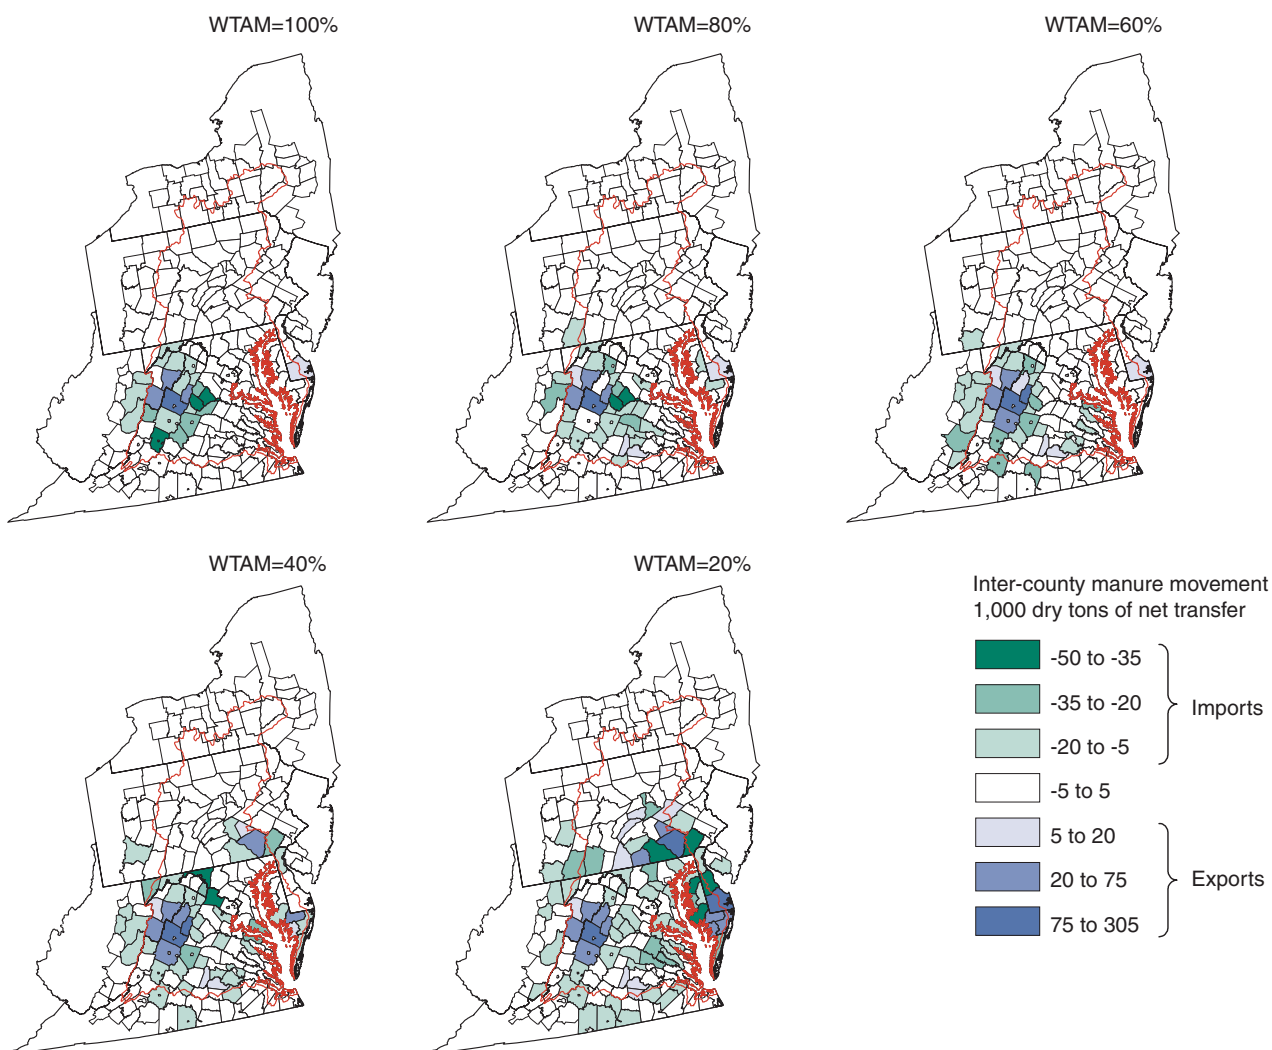 WTAM=100%
WTAM=80%
WTAM=60%
WTAM=40%
WTAM=20%
Inter-county manure movement
1,000 dry tons of net transfer
-50 to -35
-35 to -20
Imports
-20 to -5
-5 to 5
5 to 20
20 to 75
Exports
75 to 305